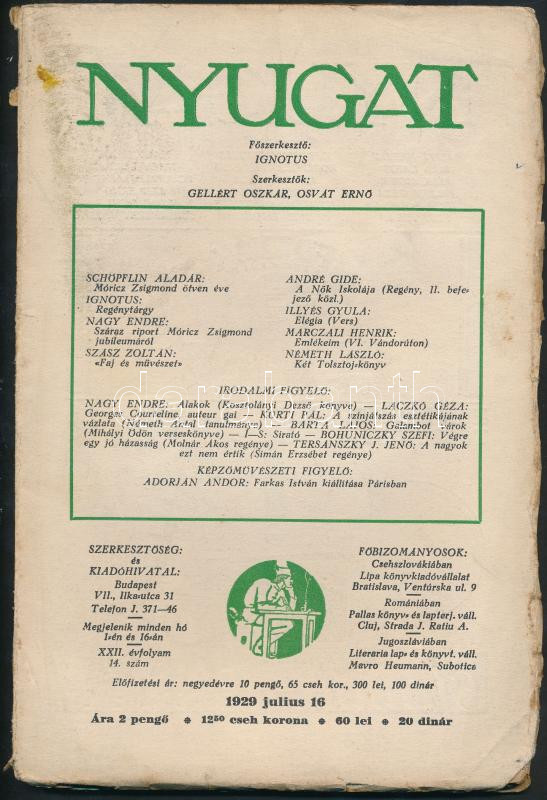 NYUGAT
Főszerkesztő:
IGNOTUS
Szerkesztők:
GELLÉRT OSZKÁR, OSVÁT ERNŐ
SCHÖPFLIN ALADÁR:
Móricz Zsigmond ötven éve
IGNOTUS:
Regénytárgy
NAGY ENDRE:
Száraz riport Móricz Zsigmond
jubileumáról
SZÁSZ ZOLTÁN:
«Faj és művészet»
ANDRÉ GIDE:
A Nők Iskolája (Regény, II. befe-
jező közl.)
ILLYÉS GYULA:
Elégia (Vers)
MARCZALI HENRIK:
Emlékeim (VI. Vándorúton)
NÉMETH LÁSZLÓ:
Két Tolsztoj-könyv
IRODALMI FIGYELŐ:
NAGY ENDRE: Alakok (Kosztolányi Dezső könyve) — LACZKÓ GÉZA:
Georges Courteline, auteur gai — KÜRTI PÁL: A színjátszás esztétikájának
vázlata (Németh Antal tanulmánya) — BARTA LAJOS: Galambot várok
(Mihályi Ödön verseskönyve) — I—S: Sirató — BOHUNICZKY SZEFI: Végre
egy jó házasság (Molnár Ákos regénye) — TERSÁNSZKY J. JENŐ: A nagyok
ezt nem értik (Simán Erzsébet regénye)
KÉPZŐMŰVÉSZETI FIGYELŐ:
ADORJÁN ANDOR: Farkas István kiállítása Párisban
SZERKESZTŐSÉG:
és
KIADÓHIVATAL:
Budapest
VII., Ilka-utca 31
Telefon J. 371—46
Megjelenik minden hó
1-én és 16-án
XXII. évfolyam
14. szám
FŐBIZOMÁNYOSOK:
Csehszlovákiában
Lipa könyvkiadóvállalat
Bratislava, Ventúrska ul. 9
Romániában
Pallas könyv- és lapterj. váll.
Cluj, Strada J. Ratiu A.
Jugoszláviában
Literaria lap- és könyvt. váll.
Mavro Heumann, Subotica
Előfizetési ár: negyedévre 10 pengő, 65 cseh kor., 300 lei, 100 dinár
1929 julius 16
Ára 2 pengő ● 12⁵⁰ cseh korona ● 60 lei ● 20 dinár